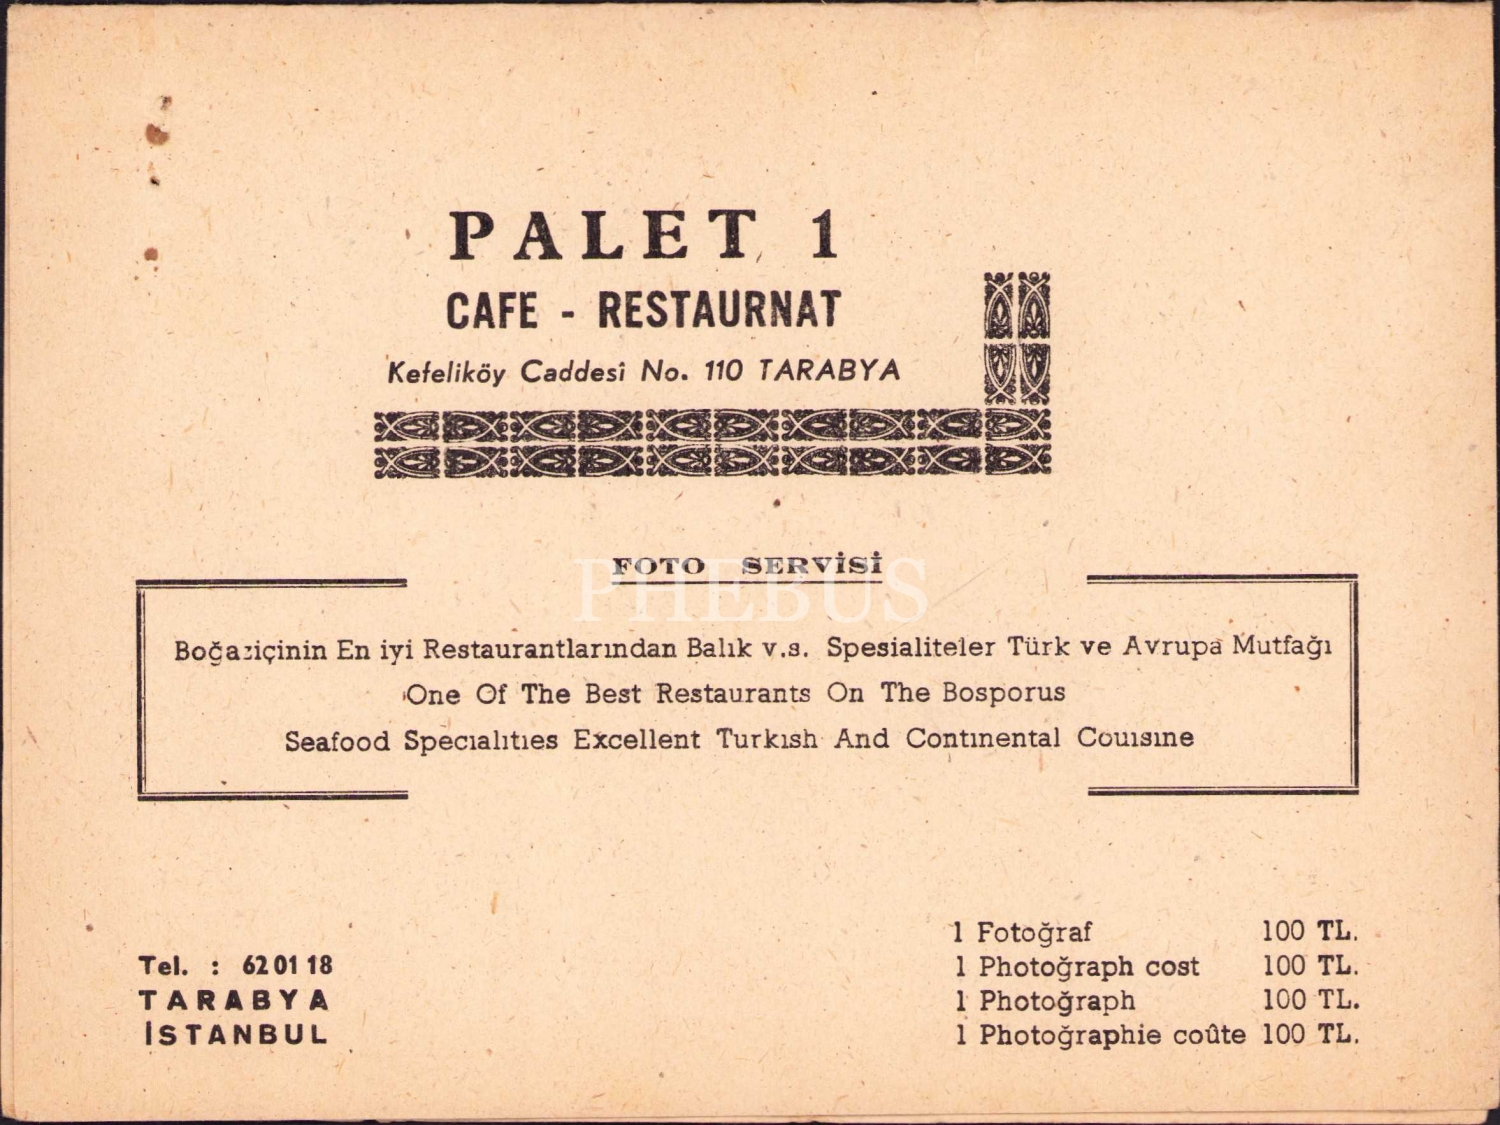 PALET 1
CAFE - RESTAURNAT
Kefeliköy Caddesi No. 110 TARABYA
FOTO SERVİSİ
PHEBUS
Boğaziçinin En iyi Restaurantlarından Balık v.s. Spesialiteler Türk ve Avrupa Mutfağı
One Of The Best Restaurants On The Bosporus
Seafood Specıalıtıes Excellent Turkısh And Contınental Couısıne
Tel. : 62 01 18
TARABYA
İSTANBUL
1 Fotoğraf 100 TL.
1 Photoğraph cost 100 TL.
1 Photoğraph 100 TL.
1 Photoğraphie coûte 100 TL.